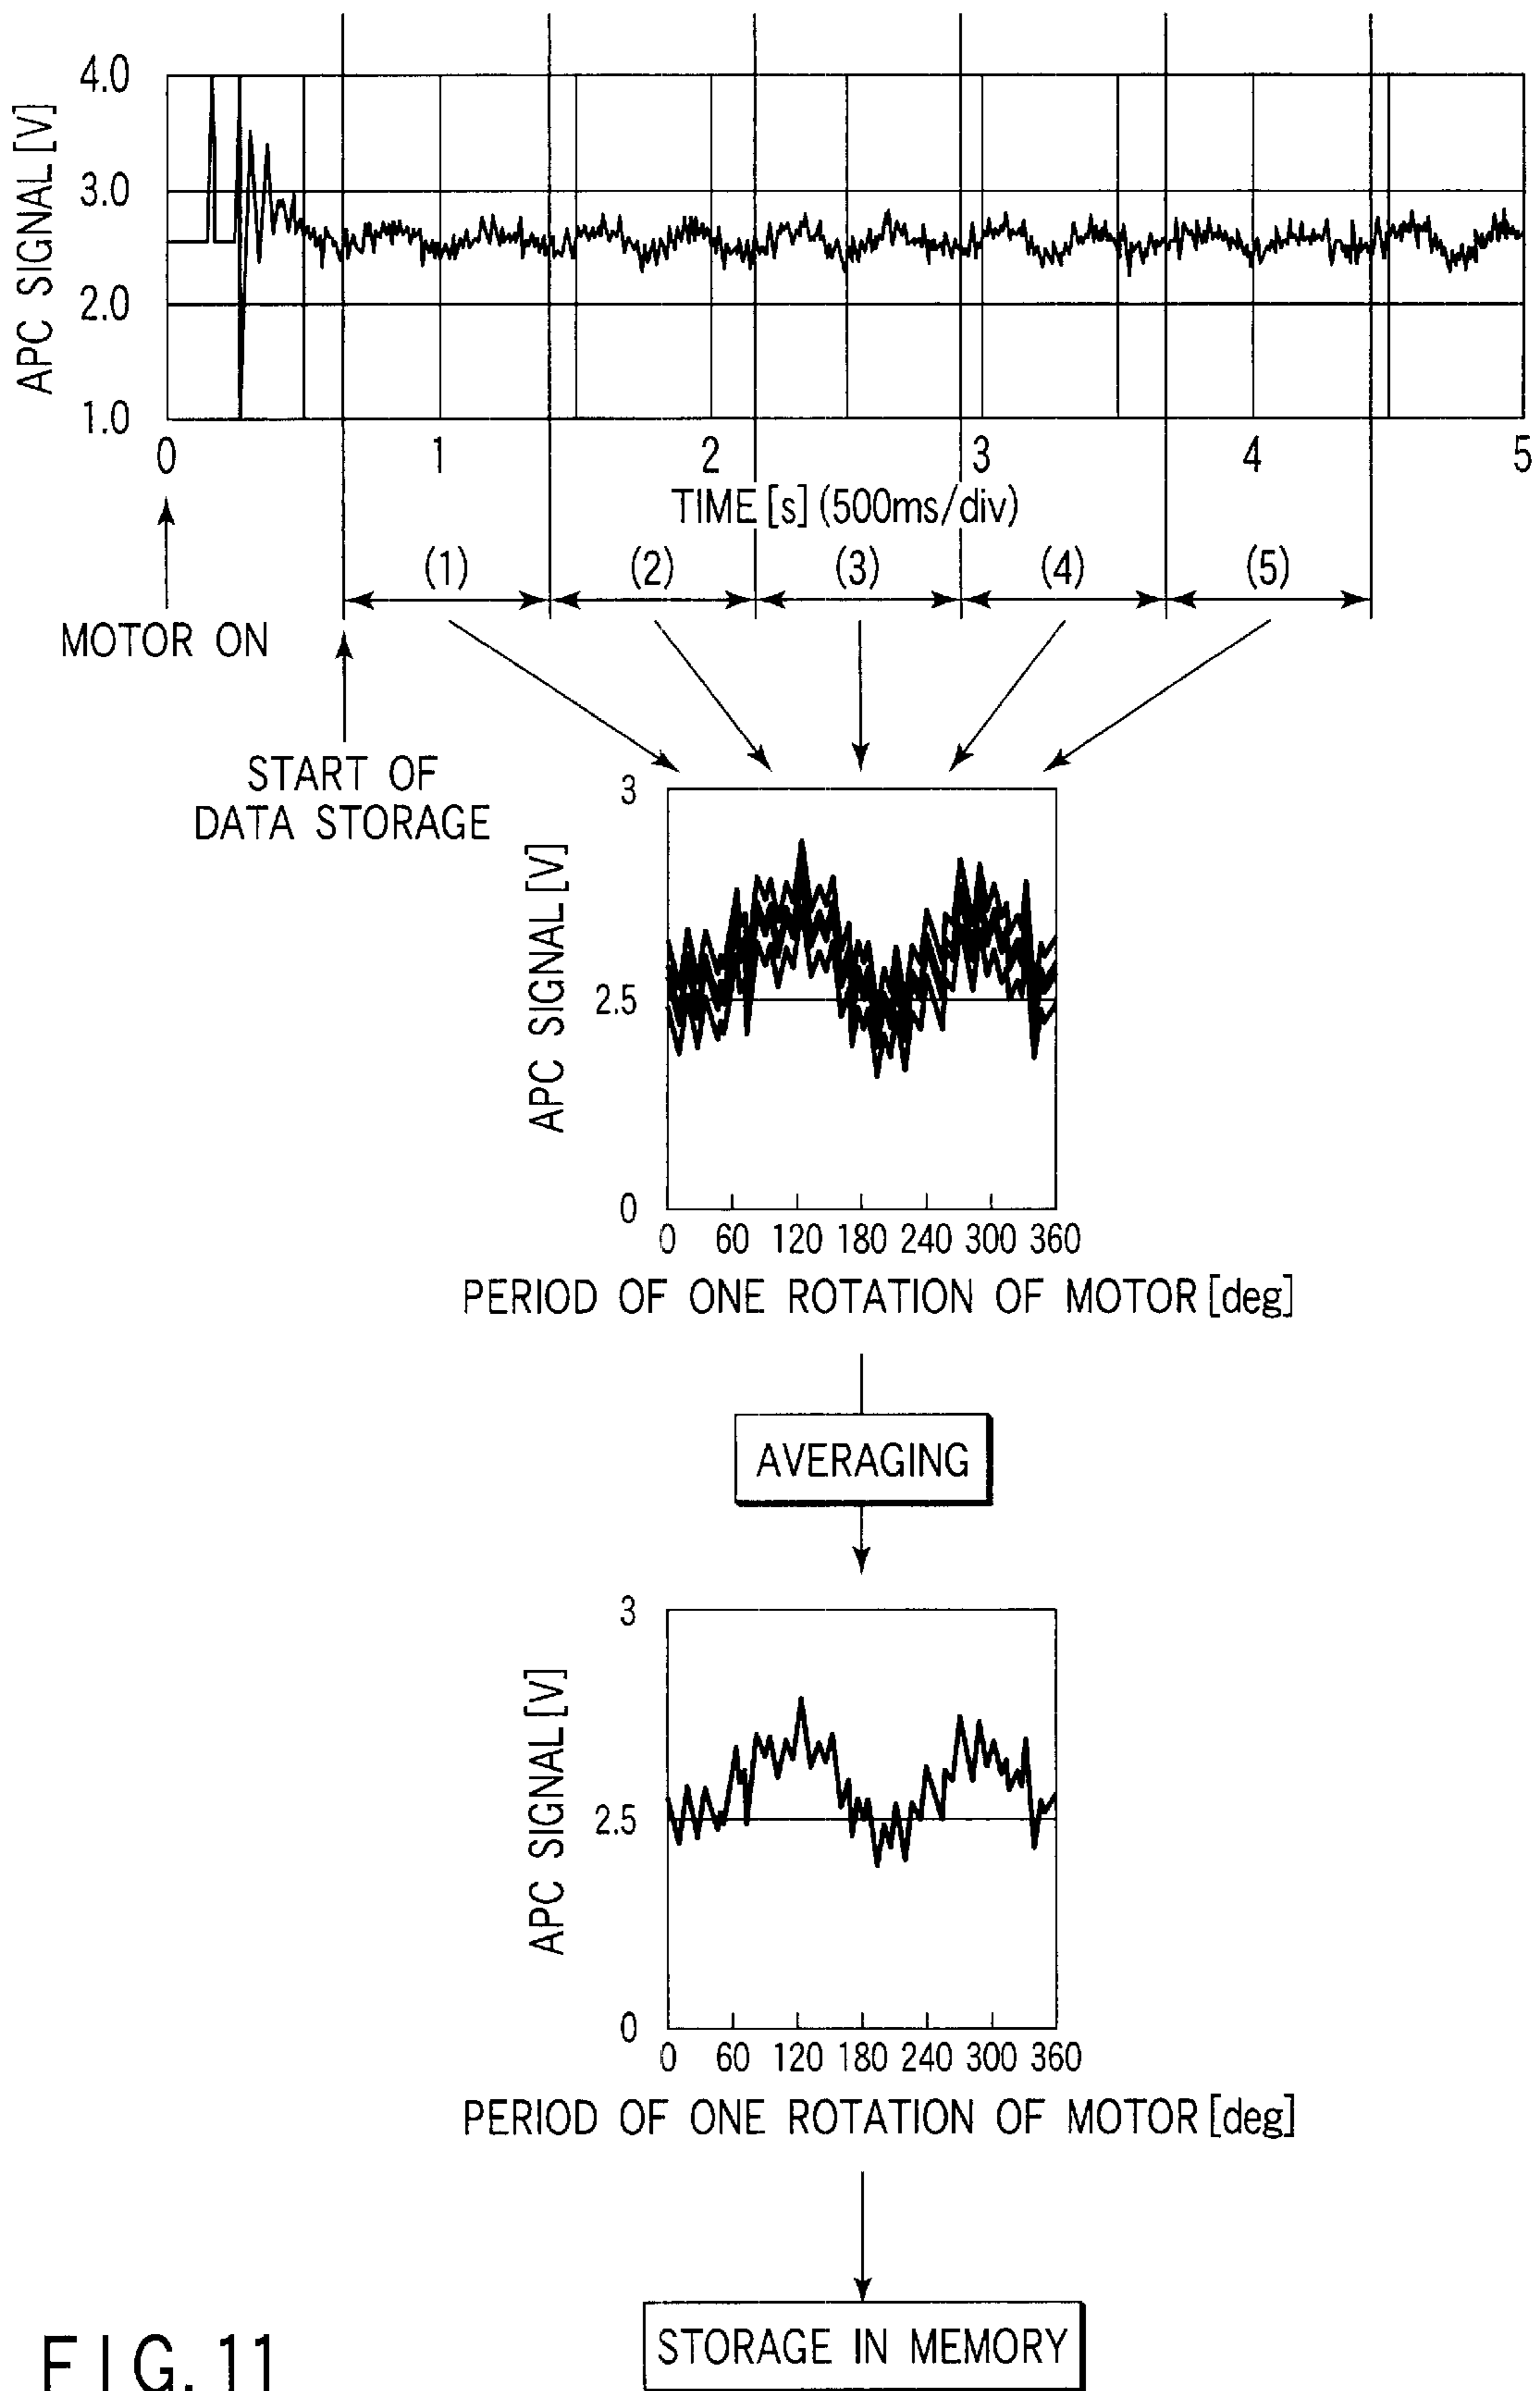 4.0
3.0
2.0
1.0
APC SIGNAL [V]
0 1 2 3 4 5
TIME [s] (500ms/div)
(1) (2) (3) (4) (5)
MOTOR ON
START OF
DATA STORAGE
3
2.5
0
APC SIGNAL [V]
0 60 120 180 240 300 360
PERIOD OF ONE ROTATION OF MOTOR [deg]
AVERAGING
3
2.5
0
APC SIGNAL [V]
0 60 120 180 240 300 360
PERIOD OF ONE ROTATION OF MOTOR [deg]
STORAGE IN MEMORY
FIG. 11